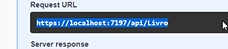 Request URL
https://localhost:7197/api/Livro
Server response